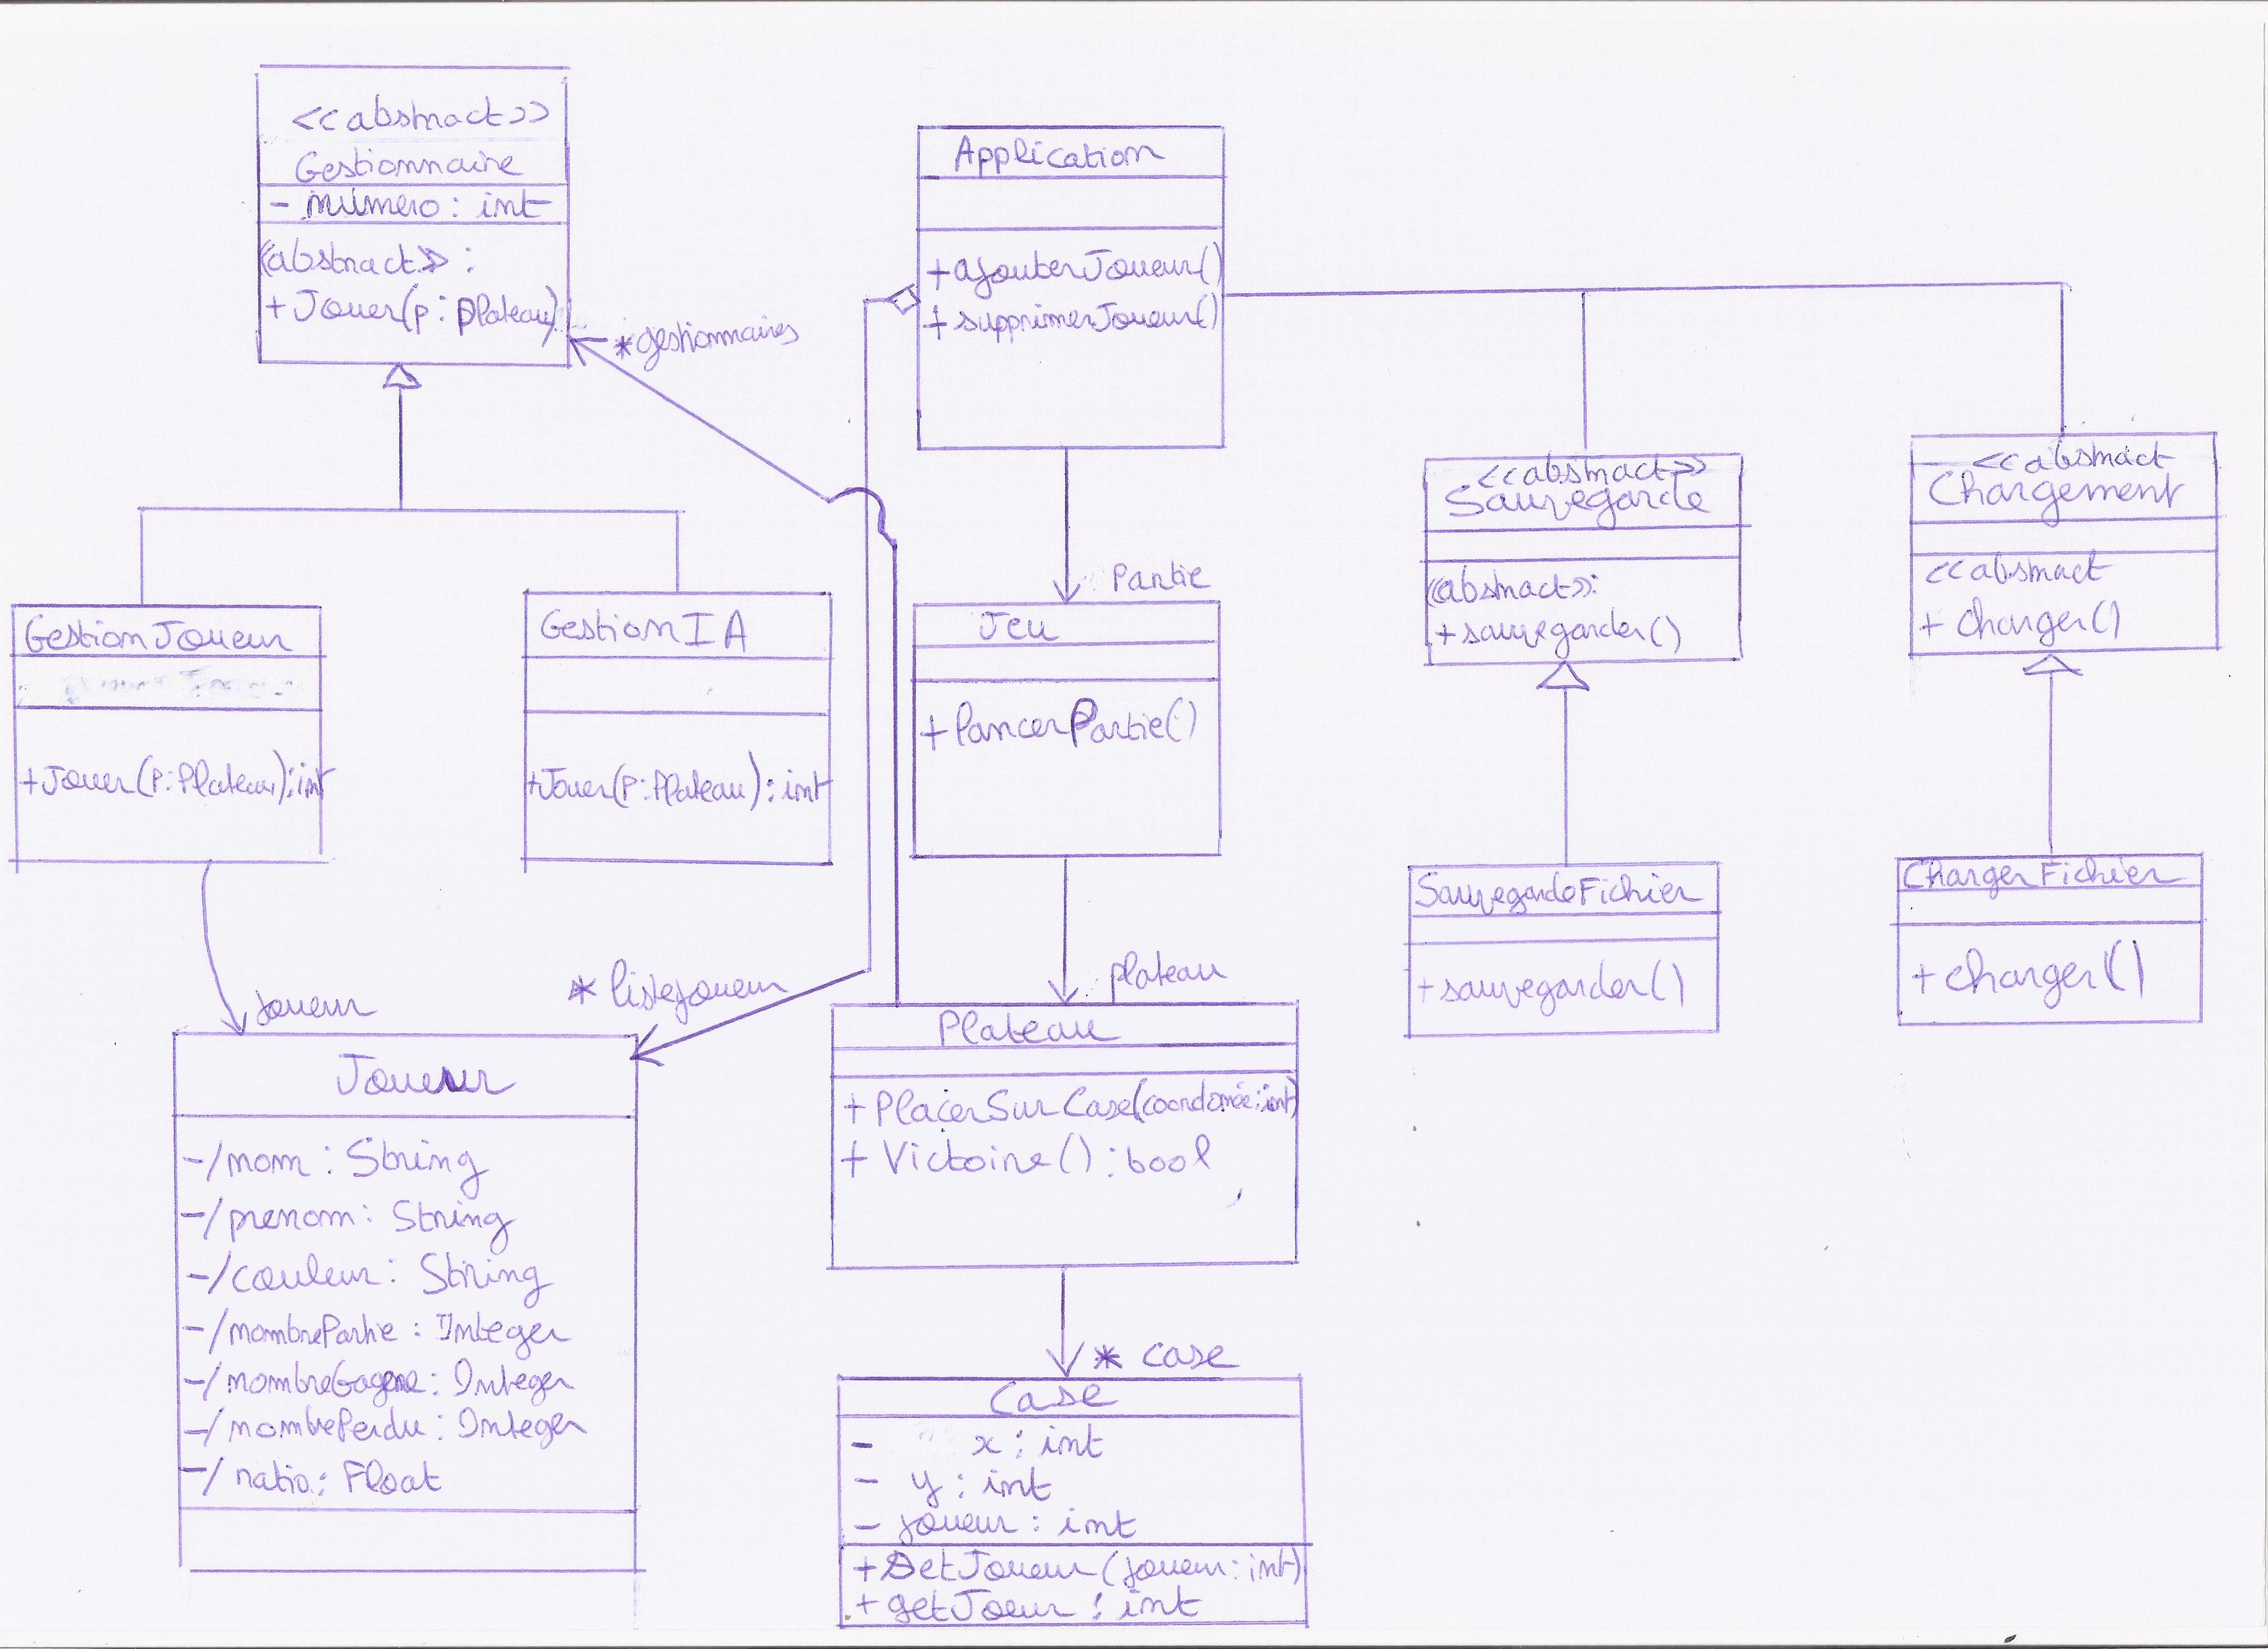 <<abstract>>
Gestionnaire
- numero : int
<<abstract>> :
+ Jouer(p : plateau)
* gestionnaires
Application
+ ajouterJoueur()
+ supprimerJoueur()
<<abstract>>
Sauvegarde
<<abstract>>:
+ sauvegarder()
<<abstract
Chargement
<<abstract
+ charger()
GestionJoueur
+Jouer(p:Plateau):int
GestionIA
+Jouer(p:Plateau) : int
Partie
Jeu
+ lancerPartie()
SauvegardeFichier
+sauvegarder()
ChargerFichier
+ charger()
joueur
* listejoueur
plateau
Joueur
-/nom : String
-/prenom : String
-/couleur : String
-/nombrePartie : Integer
-/nombreGagne : Integer
-/nombrePerdu : Integer
-/ ratio : Float
Plateau
+ PlacerSurCase(coordonnée:int)
+ Victoire() : bool
* case
Case
- x : int
- y : int
- joueur : int
+SetJoueur(joueur:int)
+ getJoeur : int